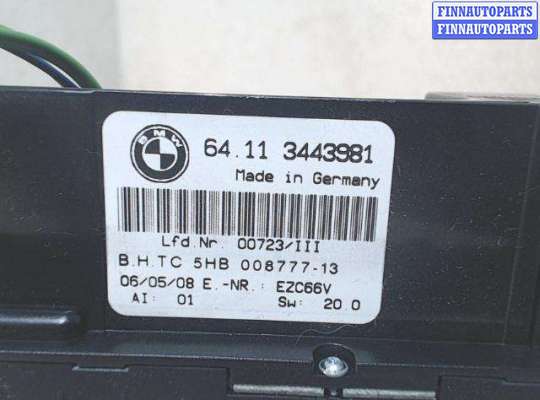 FINNAUTOPARTS
FINNAUTOPARTS
BMW
64.11 3443981
Made in Germany
Lfd.Nr. 00723/III
B.H.TC 5HB 008777-13
06/05/08 E.-NR.: EZC66V
AI: 01 SW: 20.0